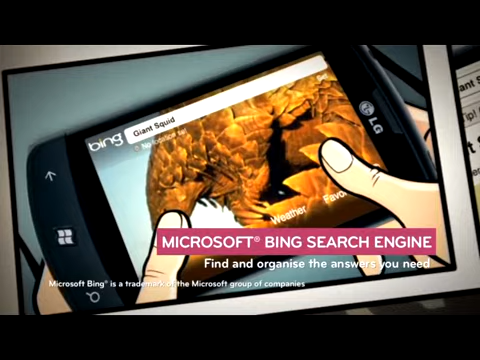 Giant Squid
bing
LG
Weather
MICROSOFT® BING SEARCH ENGINE
Find and organise the answers you need
Microsoft Bing® is a trademark of the Microsoft group of companies